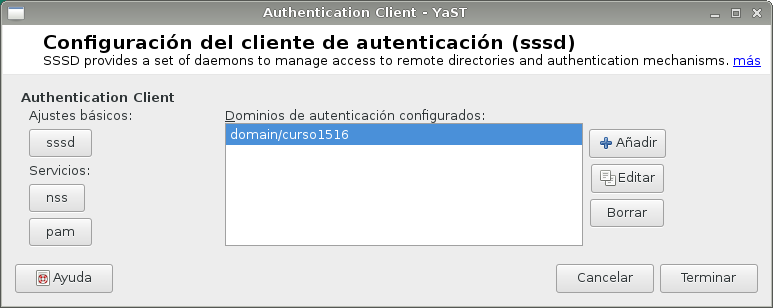 Authentication Client - YaST
Configuración del cliente de autenticación (sssd)
SSSD provides a set of daemons to manage access to remote directories and authentication mechanisms. más
Authentication Client
Ajustes básicos:
sssd
Servicios:
nss
pam
Dominios de autenticación configurados:
domain/curso1516
Añadir
Editar
Borrar
Ayuda
Cancelar
Terminar